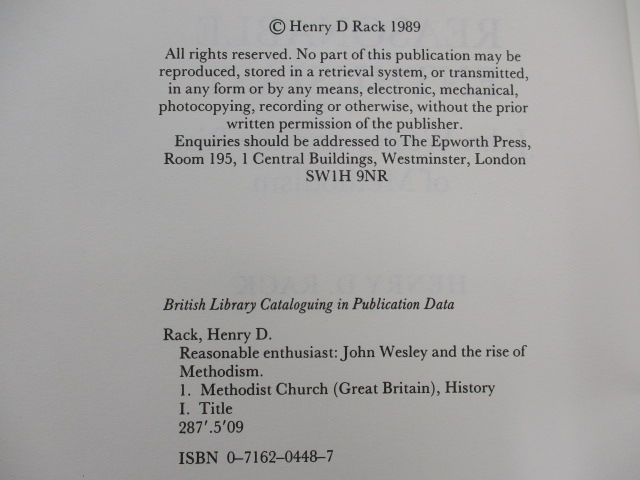 © Henry D Rack 1989
All rights reserved. No part of this publication may be
reproduced, stored in a retrieval system, or transmitted,
in any form or by any means, electronic, mechanical,
photocopying, recording or otherwise, without the prior
written permission of the publisher.
Enquiries should be addressed to The Epworth Press,
Room 195, 1 Central Buildings, Westminster, London
SW1H 9NR
British Library Cataloguing in Publication Data
Rack, Henry D.
Reasonable enthusiast: John Wesley and the rise of
Methodism.
1. Methodist Church (Great Britain), History
I. Title
287'.5'09
ISBN 0-7162-0448-7